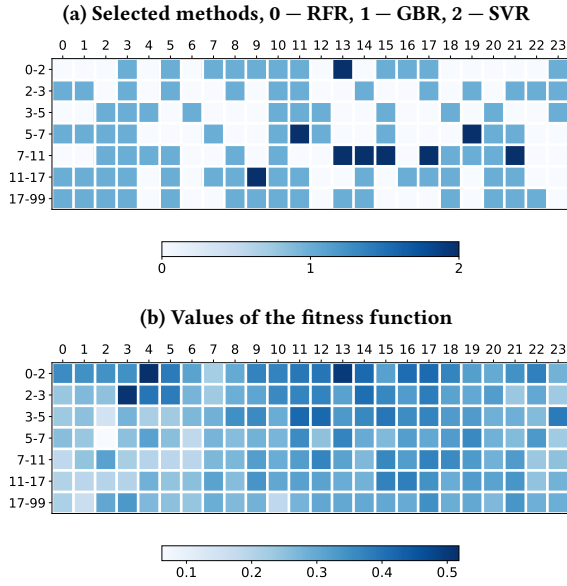 (a) Selected methods, 0 — RFR, 1 — GBR, 2 — SVR
0 1 2 3 4 5 6 7 8 9 10 11 12 13 14 15 16 17 18 19 20 21 22 23
0-2
2-3
3-5
5-7
7-11
11-17
17-99
0 1 2
(b) Values of the fitness function
0 1 2 3 4 5 6 7 8 9 10 11 12 13 14 15 16 17 18 19 20 21 22 23
0-2
2-3
3-5
5-7
7-11
11-17
17-99
0.1 0.2 0.3 0.4 0.5